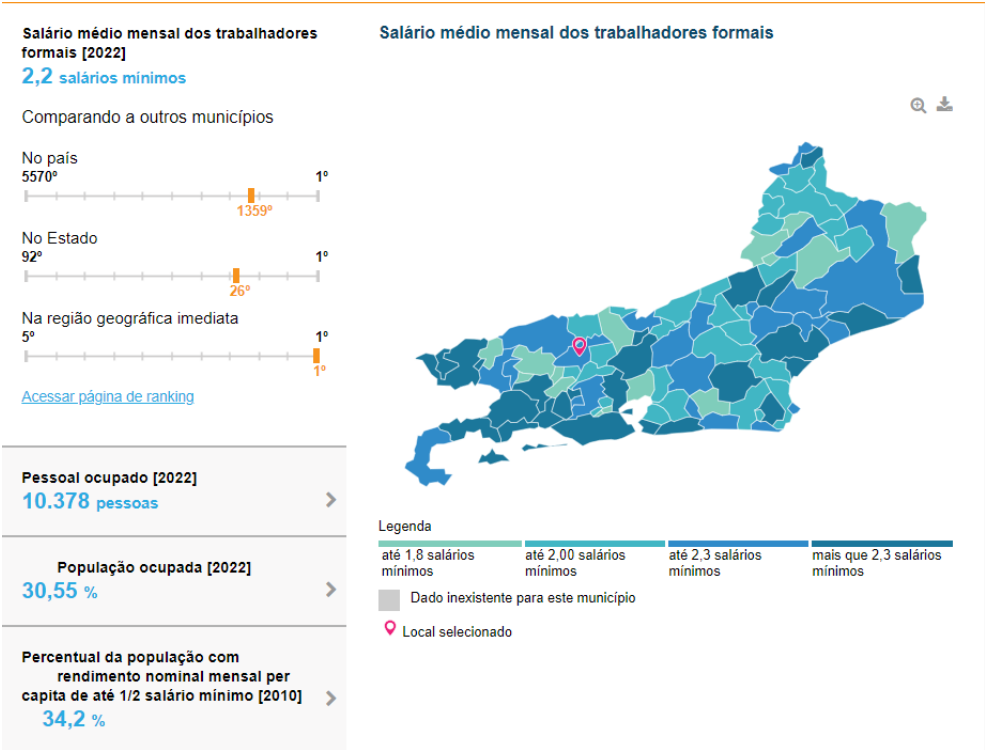 Salário médio mensal dos trabalhadores
formais [2022]
2,2 salários mínimos
Comparando a outros municípios
No país
5570º 1º
1359º
No Estado
92º 1º
26º
Na região geográfica imediata
5º 1º
1º
Acessar página de ranking
Pessoal ocupado [2022]
10.378 pessoas
População ocupada [2022]
30,55 %
Percentual da população com
rendimento nominal mensal per
capita de até 1/2 salário mínimo [2010]
34,2 %
Salário médio mensal dos trabalhadores formais
Legenda
até 1,8 salários
mínimos
até 2,00 salários
mínimos
até 2,3 salários
mínimos
mais que 2,3 salários
mínimos
Dado inexistente para este município
Local selecionado